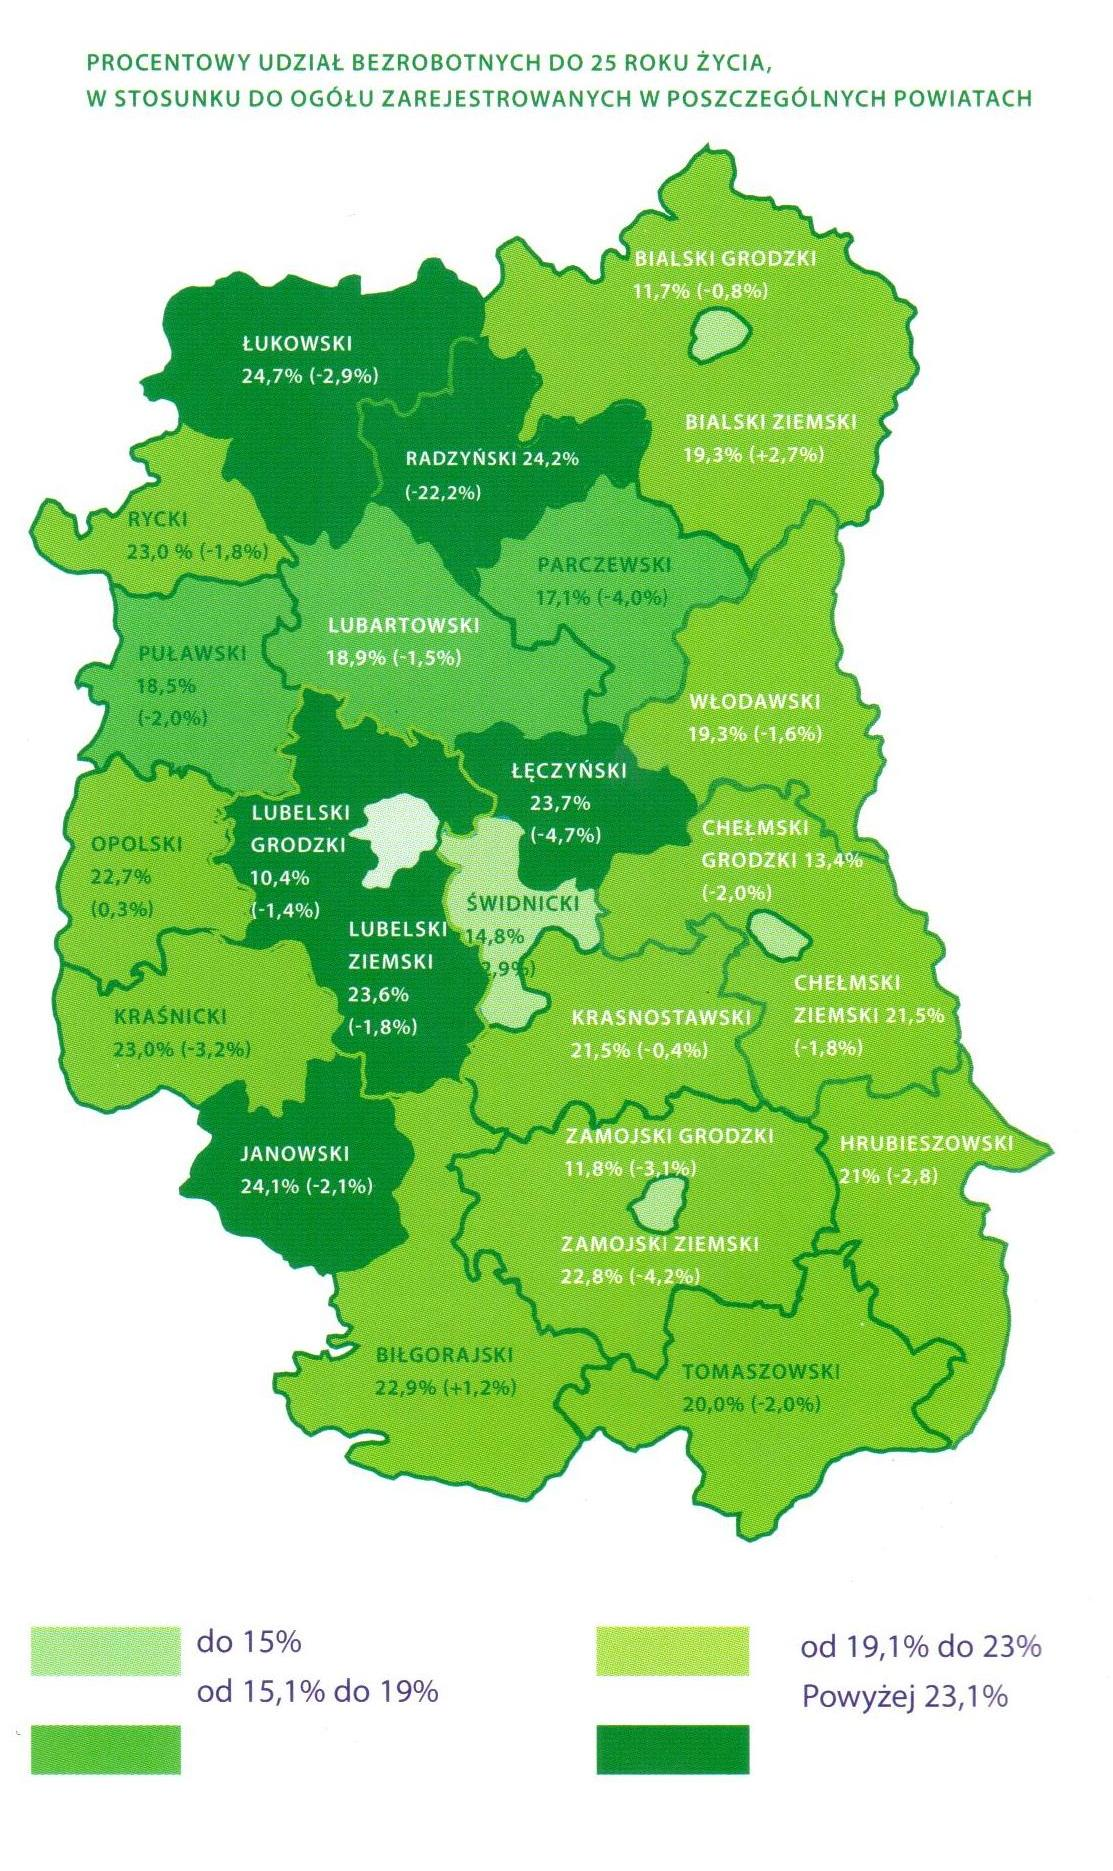 PROCENTOWY UDZIAŁ BEZROBOTNYCH DO 25 ROKU ŻYCIA,
W STOSUNKU DO OGÓŁU ZAREJESTROWANYCH W POSZCZEGÓLNYCH POWIATACH
BIALSKI GRODZKI
11,7% (-0,8%)
ŁUKOWSKI
24,7% (-2,9%)
BIALSKI ZIEMSKI
19,3% (+2,7%)
RADZYŃSKI 24,2%
(-22,2%)
RYCKI
23,0 % (-1,8%)
PARCZEWSKI
17,1% (-4,0%)
LUBARTOWSKI
18,9% (-1,5%)
PUŁAWSKI
18,5%
(-2,0%)
WŁODAWSKI
19,3% (-1,6%)
ŁĘCZYŃSKI
23,7%
(-4,7%)
LUBELSKI
GRODZKI
10,4%
(-1,4%)
CHEŁMSKI
GRODZKI 13,4%
(-2,0%)
OPOLSKI
22,7%
(0,3%)
ŚWIDNICKI
14,8%
2,9%)
LUBELSKI
ZIEMSKI
23,6%
(-1,8%)
CHEŁMSKI
ZIEMSKI 21,5%
(-1,8%)
KRAŚNICKI
23,0% (-3,2%)
KRASNOSTAWSKI
21,5% (-0,4%)
ZAMOJSKI GRODZKI
11,8% (-3,1%)
HRUBIESZOWSKI
21% (-2,8)
JANOWSKI
24,1% (-2,1%)
ZAMOJSKI ZIEMSKI
22,8% (-4,2%)
BIŁGORAJSKI
22,9% (+1,2%)
TOMASZOWSKI
20,0% (-2,0%)
do 15%
od 15,1% do 19%
od 19,1% do 23%
Powyżej 23,1%